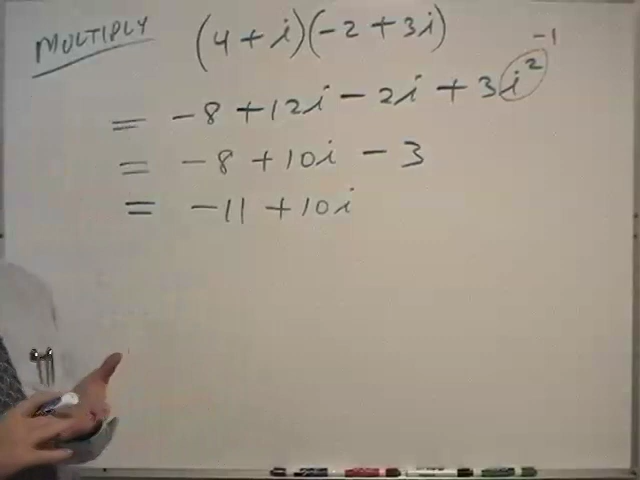 MULTIPLY (4 + i)(-2 + 3i)
-1
= -8 + 12i - 2i + 3i²
= -8 + 10i - 3
= -11 + 10i